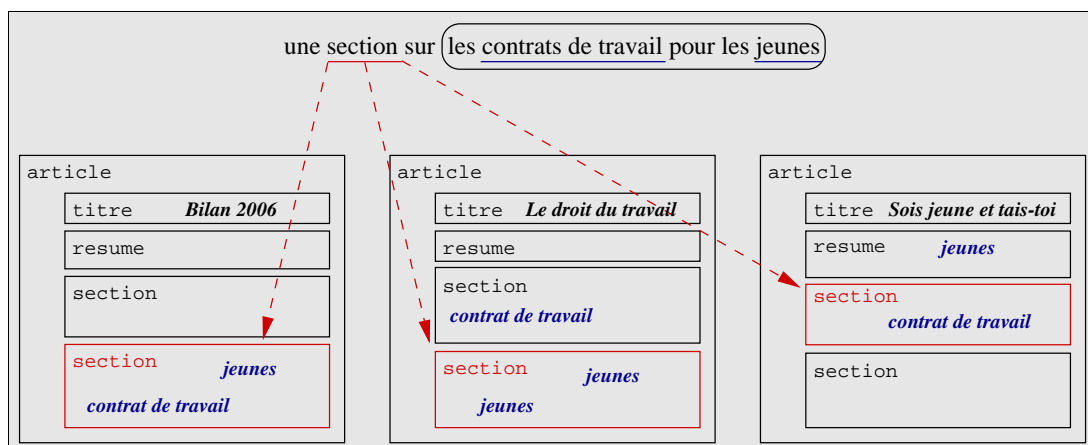 une section sur les contrats de travail pour les jeunes
article
titre Bilan 2006
resume
section
section jeunes
contrat de travail
article
titre Le droit du travail
resume
section
contrat de travail
section jeunes
jeunes
article
titre Sois jeune et tais-toi
resume jeunes
section
contrat de travail
section